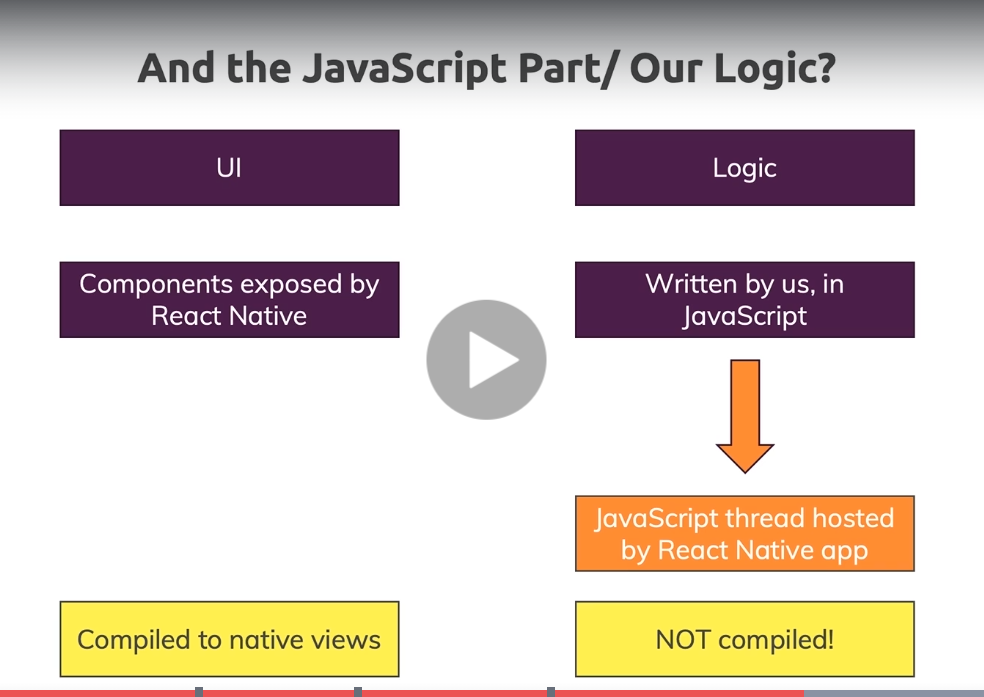 And the JavaScript Part/ Our Logic?
UI
Logic
Components exposed by
React Native
Written by us, in
JavaScript
JavaScript thread hosted
by React Native app
Compiled to native views
NOT compiled!